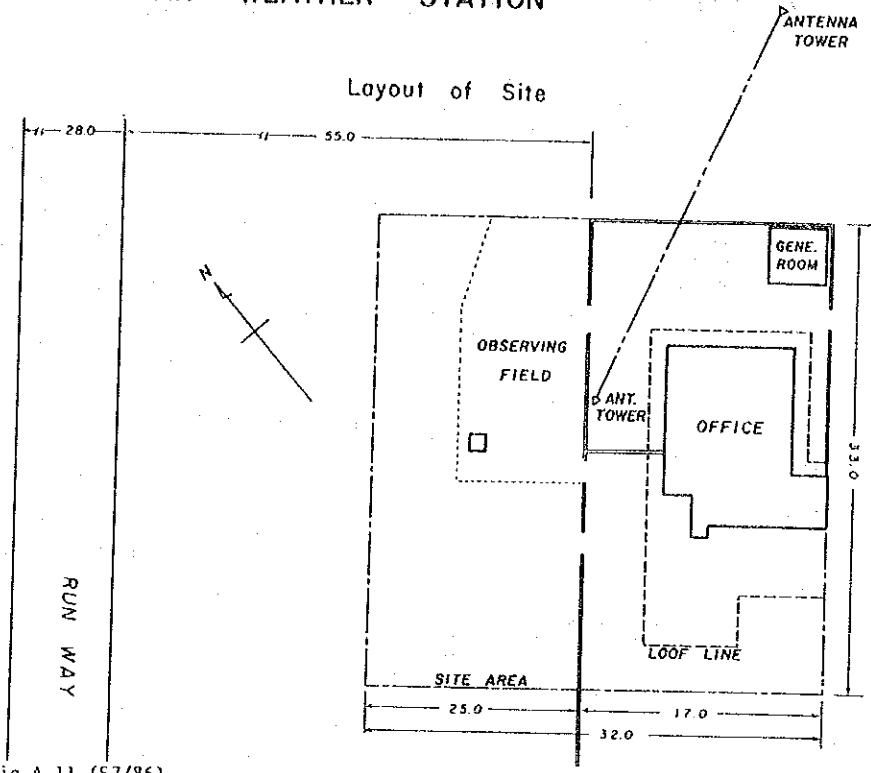 WEATHER STATION
ANTENNA
TOWER
Layout of Site
28.0
55.0
GENE.
ROOM
N
OBSERVING
FIELD
ANT.
TOWER
OFFICE
33.0
RUN WAY
LOOF LINE
SITE AREA
25.0
17.0
32.0
A.11 (S7/86)